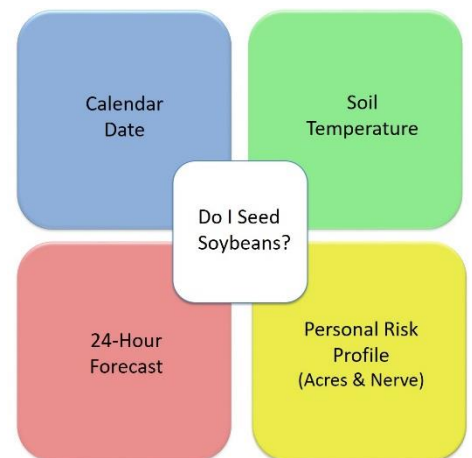 Calendar
Date
Soil
Temperature
Do I Seed
Soybeans?
24-Hour
Forecast
Personal Risk
Profile
(Acres & Nerve)